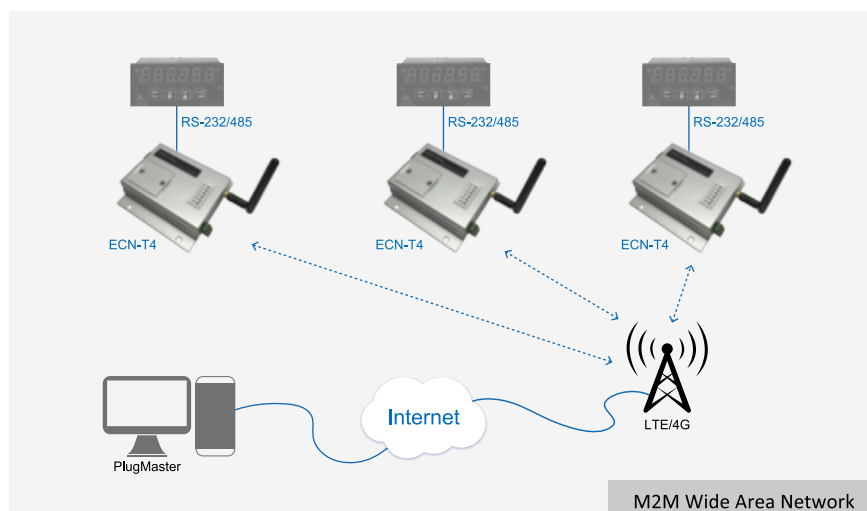 RS-232/485
RS-232/485
RS-232/485
ECN-T4
ECN-T4
ECN-T4
Internet
LTE/4G
PlugMaster
M2M Wide Area Network